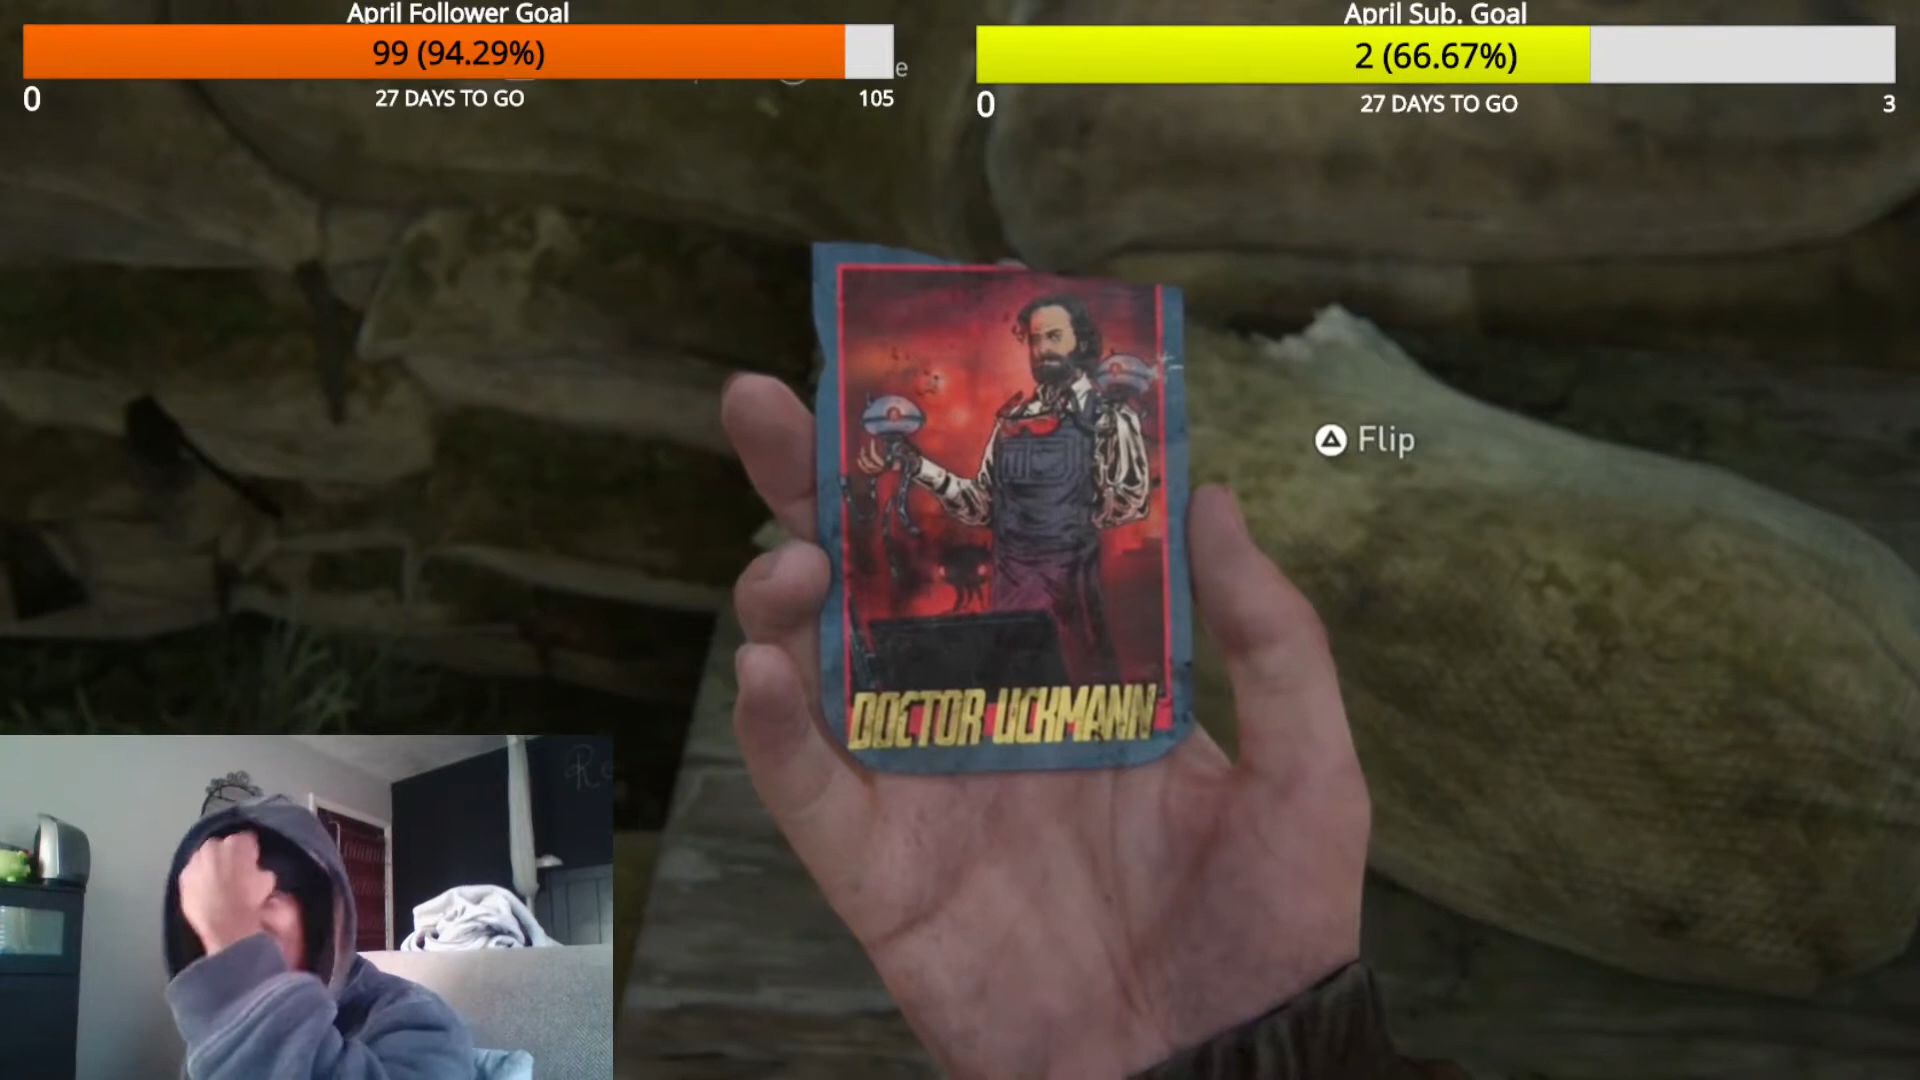 April Follower Goal
99 (94.29%)
0
27 DAYS TO GO
105
April Sub. Goal
2 (66.67%)
0
27 DAYS TO GO
3
Flip
DOCTOR UCKMANN